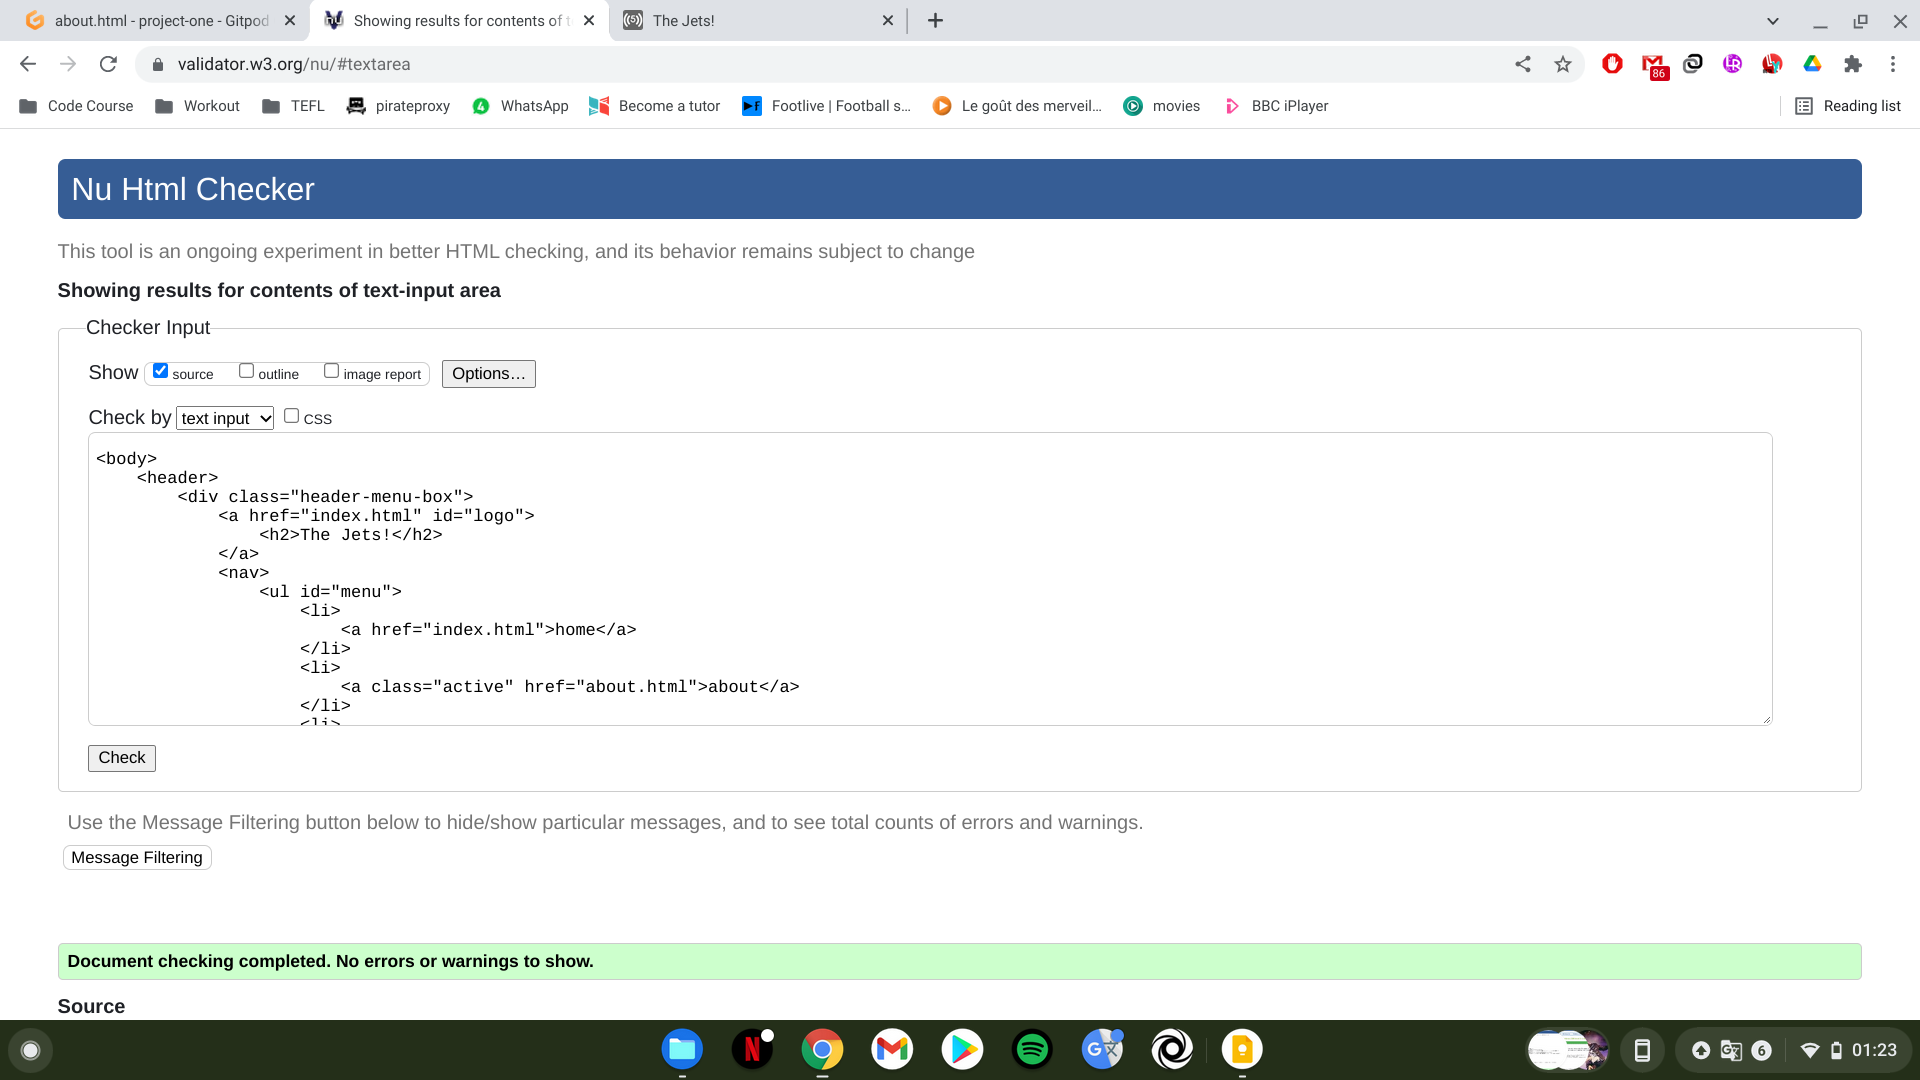 about.html - project-one - Gitpod
Showing results for contents of t
The Jets!
validator.w3.org/nu/#textarea
86
Code Course
Workout
TEFL
pirateproxy
WhatsApp
Become a tutor
Footlive | Football s...
Le goût des merveil...
movies
BBC iPlayer
Reading list
Nu Html Checker
This tool is an ongoing experiment in better HTML checking, and its behavior remains subject to change
Showing results for contents of text-input area
Checker Input
Show source outline image report Options...
Check by text input CSS
<body>
<header>
<div class="header-menu-box">
<a href="index.html" id="logo">
<h2>The Jets!</h2>
</a>
<nav>
<ul id="menu">
<li>
<a href="index.html">home</a>
</li>
<li>
<a class="active" href="about.html">about</a>
</li>
<li>
Check
Use the Message Filtering button below to hide/show particular messages, and to see total counts of errors and warnings.
Message Filtering
Document checking completed. No errors or warnings to show.
Source
6
01:23